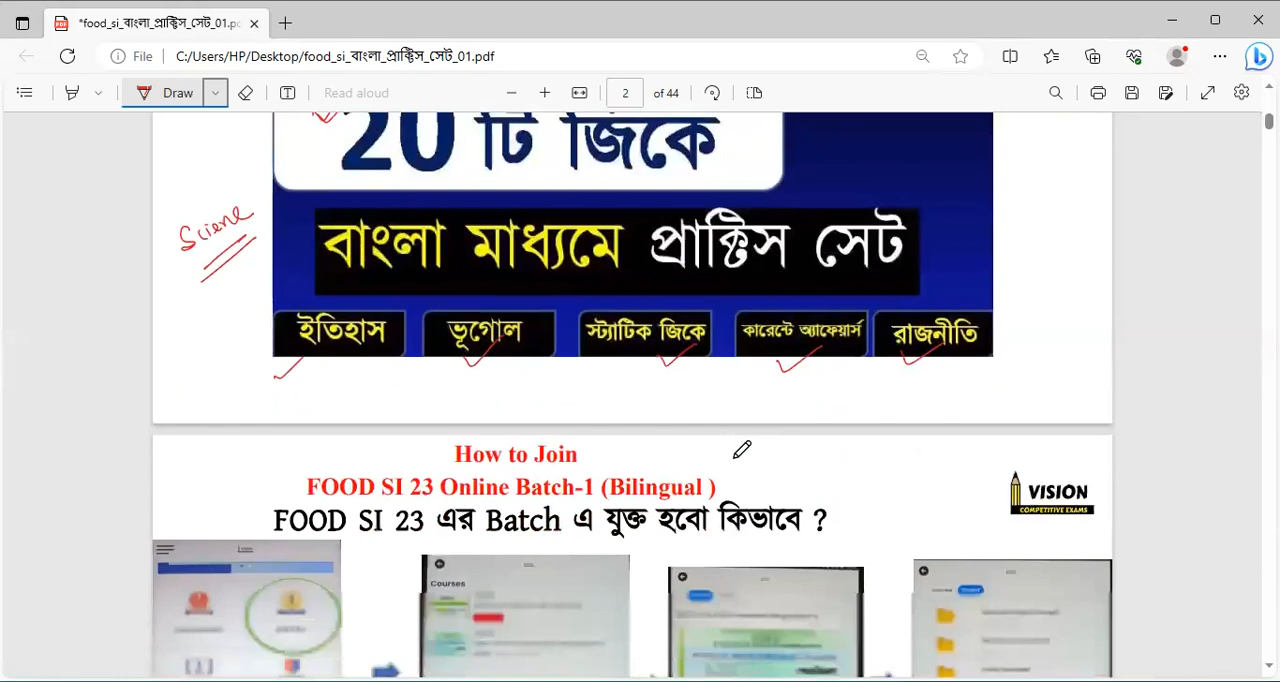 *food_si_বাংলা_প্রাক্টিস_সেট_01.pd
File C:/Users/HP/Desktop/food_si_বাংলা_প্রাক্টিস_সেট_01.pdf
Draw Read aloud 2 of 44
20 টি জিকে
Sciene
বাংলা মাধ্যমে প্রাক্টিস সেট
ইতিহাস ভূগোল স্ট্যাটিক জিকে কারেন্টে অ্যাফেয়ার্স রাজনীতি
How to Join
FOOD SI 23 Online Batch-1 (Bilingual )
VISION
COMPETITIVE EXAMS
FOOD SI 23 এর Batch এ যুক্ত হবো কিভাবে ?
Courses